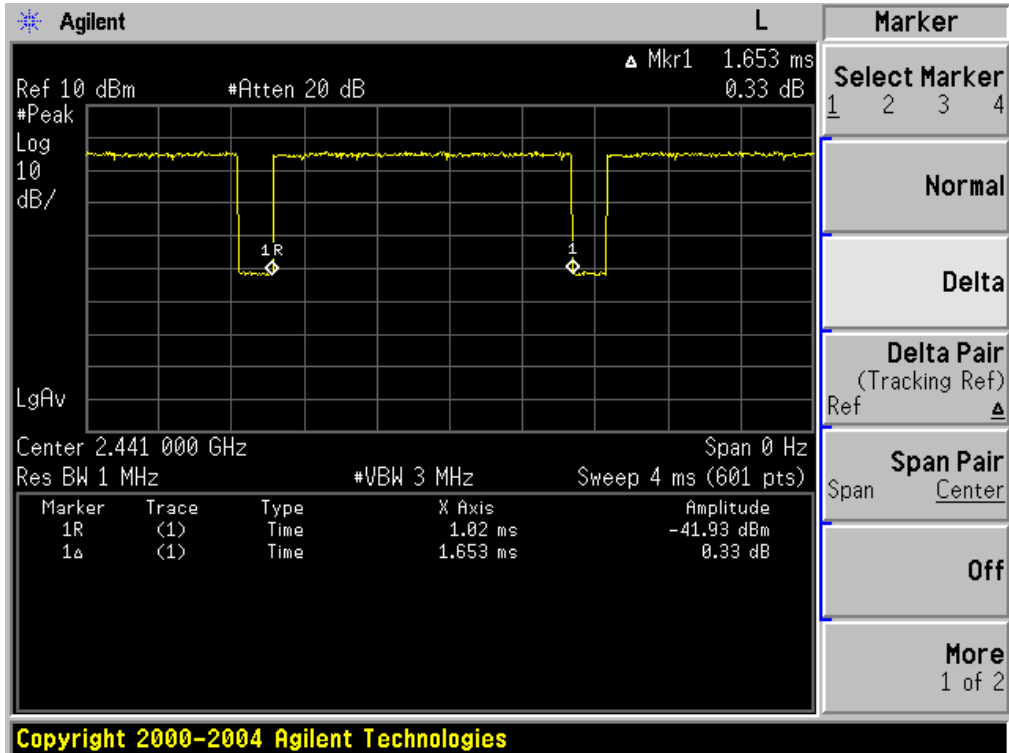 Agilent L
Marker
Δ Mkr1 1.653 ms
Ref 10 dBm #Atten 20 dB 0.33 dB
#Peak
Log
10
dB/
1R
1
LgAv
Center 2.441 000 GHz Span 0 Hz
Res BW 1 MHz #VBW 3 MHz Sweep 4 ms (601 pts)
Marker Trace Type X Axis Amplitude
1R (1) Time 1.02 ms -41.93 dBm
1Δ (1) Time 1.653 ms 0.33 dB
Select Marker
1 2 3 4
Normal
Delta
Delta Pair
(Tracking Ref)
Ref Δ
Span Pair
Span Center
Off
More
1 of 2
Copyright 2000-2004 Agilent Technologies